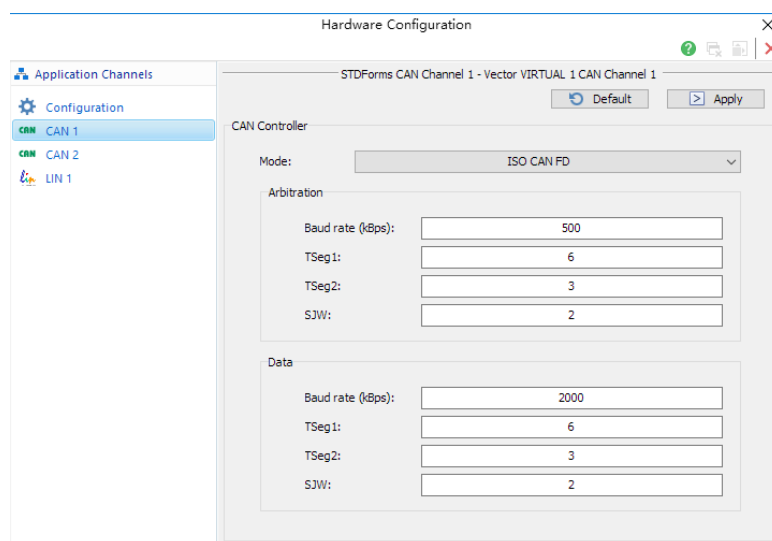 Hardware Configuration
Application Channels
Configuration
CAN CAN 1
CAN CAN 2
Lin LIN 1
STDForms CAN Channel 1 - Vector VIRTUAL 1 CAN Channel 1
Default Apply
CAN Controller
Mode: ISO CAN FD
Arbitration
Baud rate (kBps): 500
TSeg1: 6
TSeg2: 3
SJW: 2
Data
Baud rate (kBps): 2000
TSeg1: 6
TSeg2: 3
SJW: 2